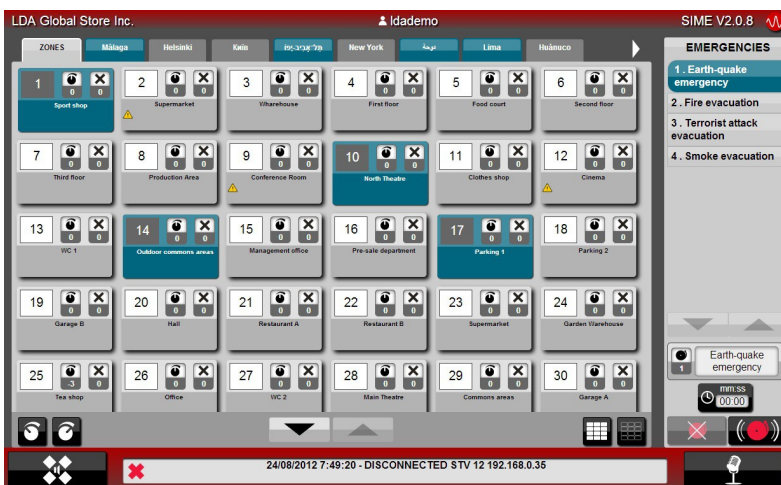 LDA Global Store Inc.
ldademo
SIME V2.0.8
ZONES
Málaga
Helsinki
Київ
תל־אביב-יפו
New York
Lima
Huánuco
EMERGENCIES
1 . Earth-quake
emergency
2 . Fire evacuation
3 . Terrorist attack
evacuation
4 . Smoke evacuation
1 0 0
Sport shop
2 0 0
Supermarket
3 0 0
Wharehouse
4 0 0
First floor
5 0 0
Food court
6 0 0
Second floor
7 0 0
Third floor
8 0 0
Production Area
9 0 0
Conference Room
10 0 0
North Theatre
11 0 0
Clothes shop
12 0 0
Cinema
13 0 0
WC 1
14 0 0
Outdoor commons areas
15 0 0
Management office
16 0 0
Pre-sale department
17 0 0
Parking 1
18 0 0
Parking 2
19 0 0
Garage B
20 0 0
Hall
21 0 0
Restaurant A
22 0 0
Restaurant B
23 0 0
Supermarket
24 0 0
Garden Warehouse
25 -3 0
Tea shop
26 0 0
Office
27 0 0
WC 2
28 0 0
Main Theatre
29 0 0
Commons areas
30 0 0
Garage A
1
Earth-quake
emergency
mm:ss
00:00
24/08/2012 7:49:20 - DISCONNECTED STV 12 192.168.0.35